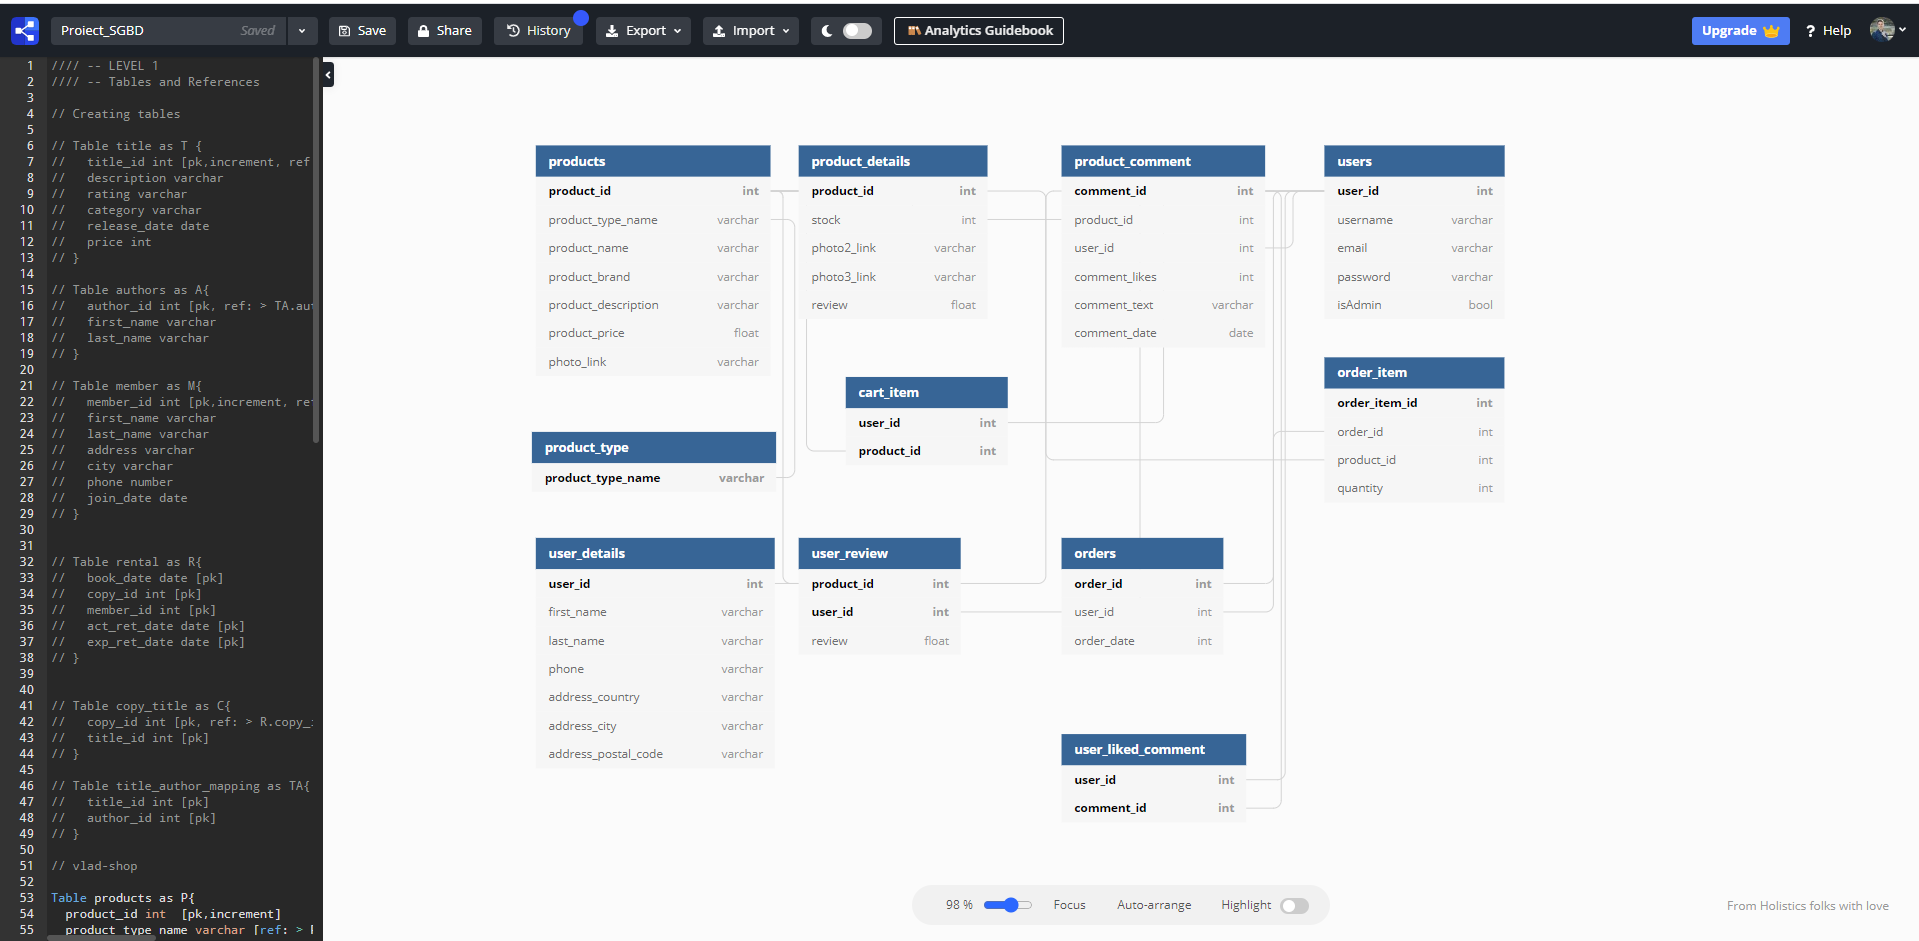 Proiect_SGBD Saved Save Share History Export Import Analytics Guidebook Upgrade ? Help
1 //// -- LEVEL 1
2 //// -- Tables and References
3
4 // Creating tables
5
6 // Table title as T {
7 //   title_id int [pk,increment, ref
8 //   description varchar
9 //   rating varchar
10 //   category varchar
11 //   release_date date
12 //   price int
13 // }
14
15 // Table authors as A{
16 //   author_id int [pk, ref: > TA.aut
17 //   first_name varchar
18 //   last_name varchar
19 // }
20
21 // Table member as M{
22 //   member_id int [pk,increment, re
23 //   first_name varchar
24 //   last_name varchar
25 //   address varchar
26 //   city varchar
27 //   phone number
28 //   join_date date
29 // }
30
31
32 // Table rental as R{
33 //   book_date date [pk]
34 //   copy_id int [pk]
35 //   member_id int [pk]
36 //   act_ret_date date [pk]
37 //   exp_ret_date date [pk]
38 // }
39
40
41 // Table copy_title as C{
42 //   copy_id int [pk, ref: > R.copy_
43 //   title_id int [pk]
44 // }
45
46 // Table title_author_mapping as TA{
47 //   title_id int [pk]
48 //   author_id int [pk]
49 // }
50
51 // vlad-shop
52
53 Table products as P{
54   product_id int  [pk,increment]
55   product_type_name varchar [ref: >
products
product_id int
product_type_name varchar
product_name varchar
product_brand varchar
product_description varchar
product_price float
photo_link varchar
product_details
product_id int
stock int
photo2_link varchar
photo3_link varchar
review float
product_comment
comment_id int
product_id int
user_id int
comment_likes int
comment_text varchar
comment_date date
users
user_id int
username varchar
email varchar
password varchar
isAdmin bool
cart_item
user_id int
product_id int
order_item
order_item_id int
order_id int
product_id int
quantity int
product_type
product_type_name varchar
user_details
user_id int
first_name varchar
last_name varchar
phone varchar
address_country varchar
address_city varchar
address_postal_code varchar
user_review
product_id int
user_id int
review float
orders
order_id int
user_id int
order_date int
user_liked_comment
user_id int
comment_id int
98 % Focus Auto-arrange Highlight
From Holistics folks with love